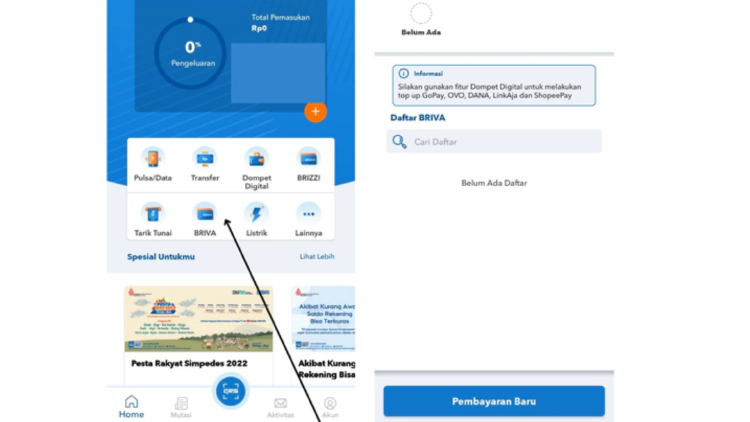 Total Pemasukan
Rp0
0%
Pengeluaran
+
Pulsa/Data
Transfer
Dompet
Digital
BRIZZI
Tarik Tunai
BRIVA
Listrik
Lainnya
Spesial Untukmu
Lihat Lebih
Akibat Kurang Awa
Saldo Rekening
Bisa Terkuras
Pesta Rakyat Simpedes 2022
Akibat Kurang
Rekening Bisa
Home
Mutasi
QRIS
Aktivitas
Akun
Belum Ada
Informasi
Silakan gunakan fitur Dompet Digital untuk melakukan
top up GoPay, OVO, DANA, LinkAja dan ShopeePay
Daftar BRIVA
Cari Daftar
Belum Ada Daftar
Pembayaran Baru